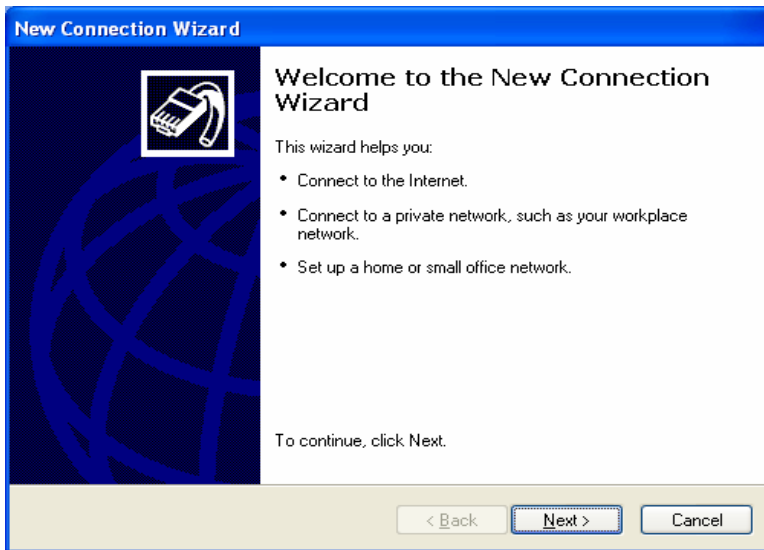 New Connection Wizard
Welcome to the New Connection
Wizard
This wizard helps you:
• Connect to the Internet.
• Connect to a private network, such as your workplace
network.
• Set up a home or small office network.
To continue, click Next.
< Back
Next >
Cancel